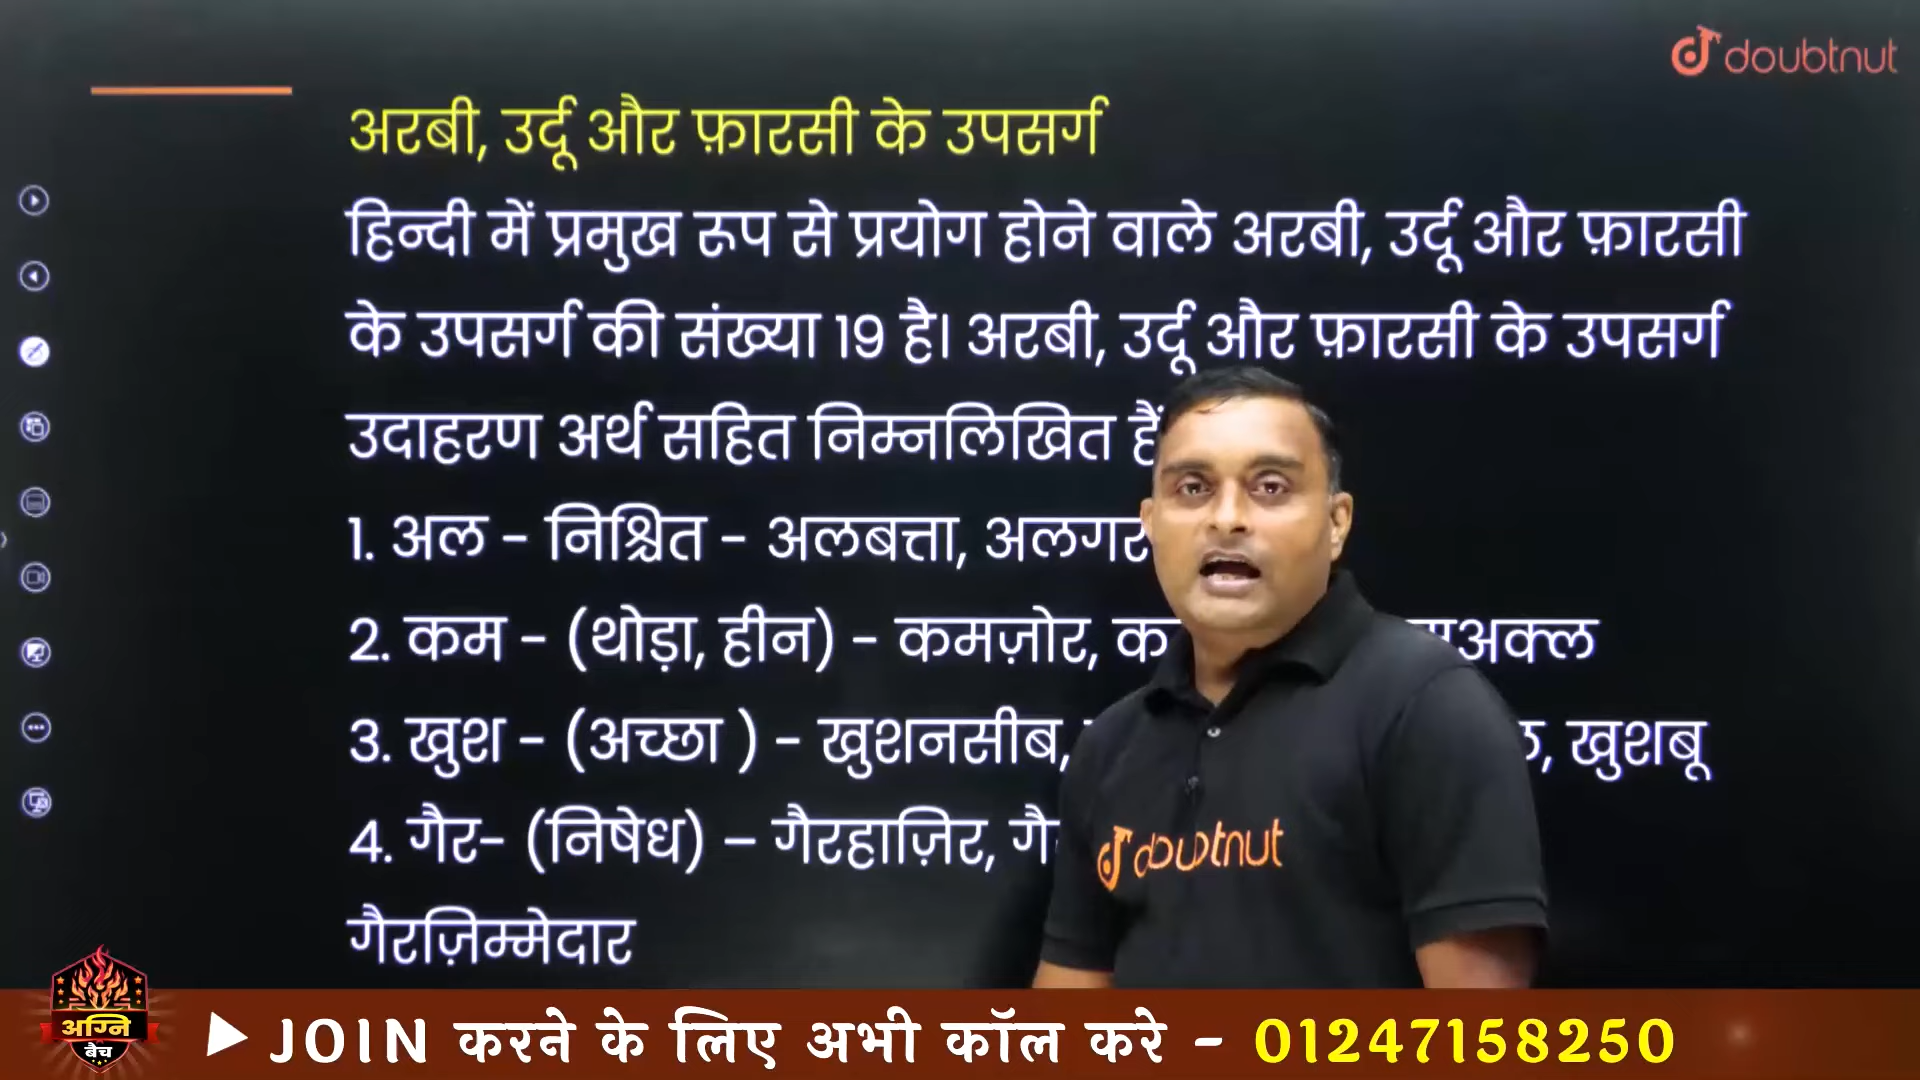 doubtnut
अरबी, उर्दू और फ़ारसी के उपसर्ग
हिन्दी में प्रमुख रूप से प्रयोग होने वाले अरबी, उर्दू और फ़ारसी
के उपसर्ग की संख्या 19 है। अरबी, उर्दू और फ़ारसी के उपसर्ग
उदाहरण अर्थ सहित निम्नलिखित हैं
1. अल - निश्चित - अलबत्ता,
2. कम - (थोड़ा, हीन) - कमज़ोर,
3. खुश - (अच्छा ) - खुशनसीब, खुशबू
4. गैर- (निषेध) – गैरहाज़िर,
गैरज़िम्मेदार
doubtnut
अग्नि
बैच
JOIN करने के लिए अभी कॉल करे - 01247158250